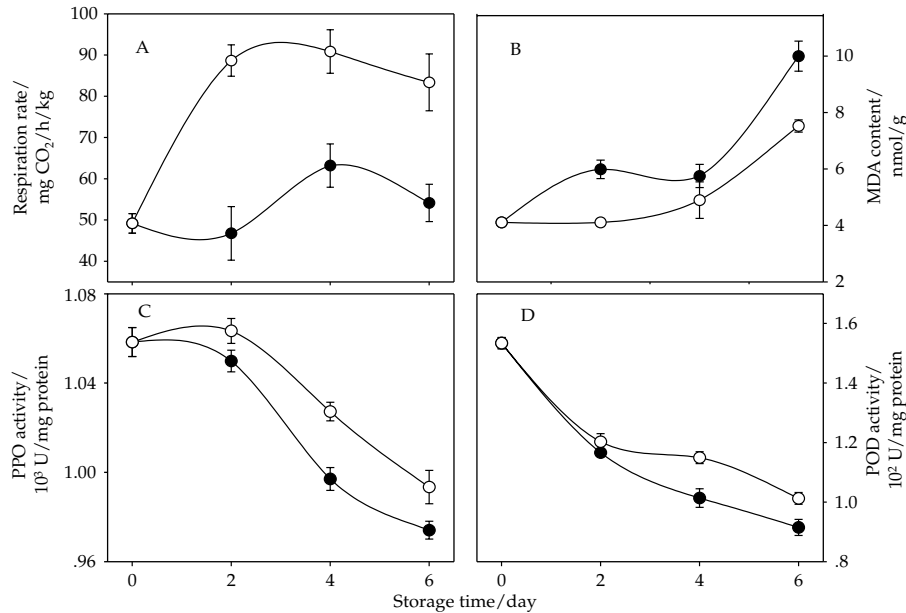 100
90
80
70
60
50
40
Respiration rate/
mg CO₂/h/kg
A
B
10
8
6
4
2
MDA content/
nmol/g
1.08
1.04
1.00
.96
PPO activity/
10³ U/mg protein
C
D
1.6
1.4
1.2
1.0
.8
POD activity/
10² U/mg protein
0 2 4 6 0 2 4 6
Storage time/day